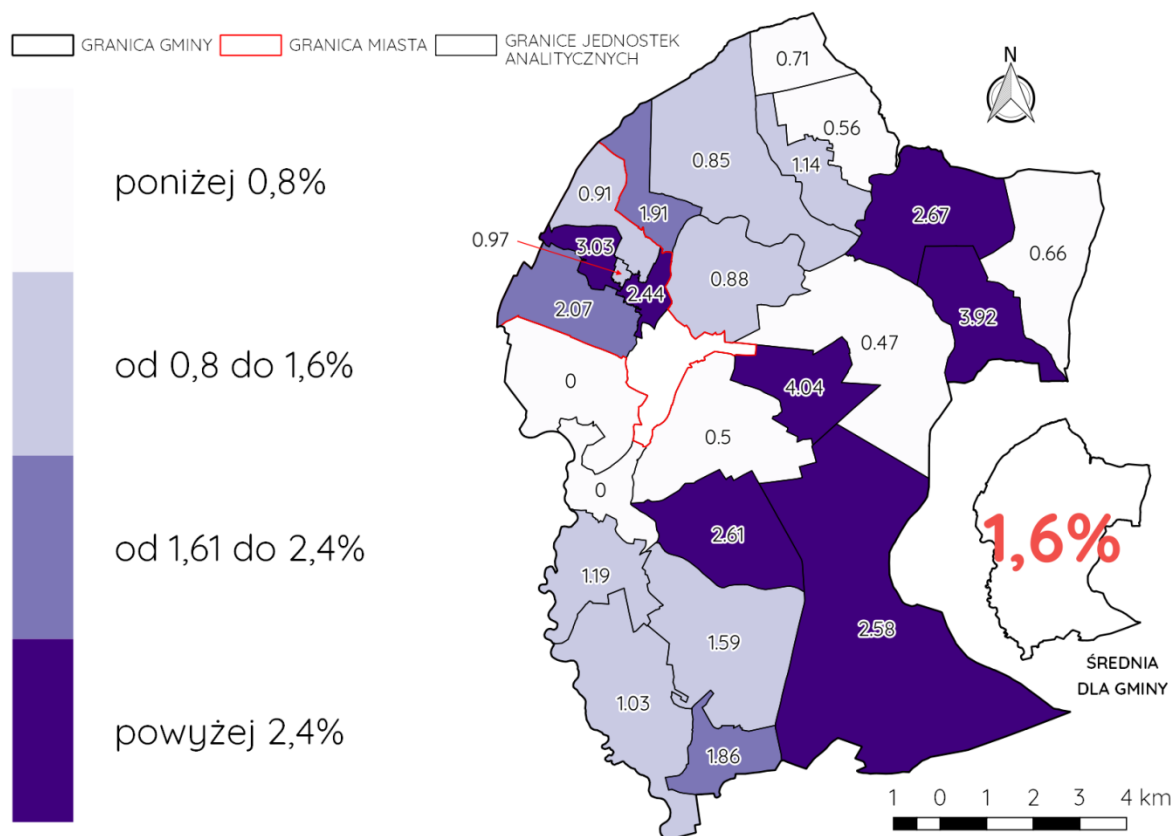 GRANICA GMINY
GRANICA MIASTA
GRANICE JEDNOSTEK
ANALITYCZNYCH
N
poniżej 0,8%
od 0,8 do 1,6%
od 1,61 do 2,4%
powyżej 2,4%
0.71
0.56
0.85
1.14
0.91
1.91
2.67
0.66
3.03
0.97
0.88
2.44
2.07
3.92
0.47
0
4.04
0.5
0
2.61
1.19
2.58
1.59
1.03
1.86
1,6%
ŚREDNIA
DLA GMINY
1 0 1 2 3 4 km